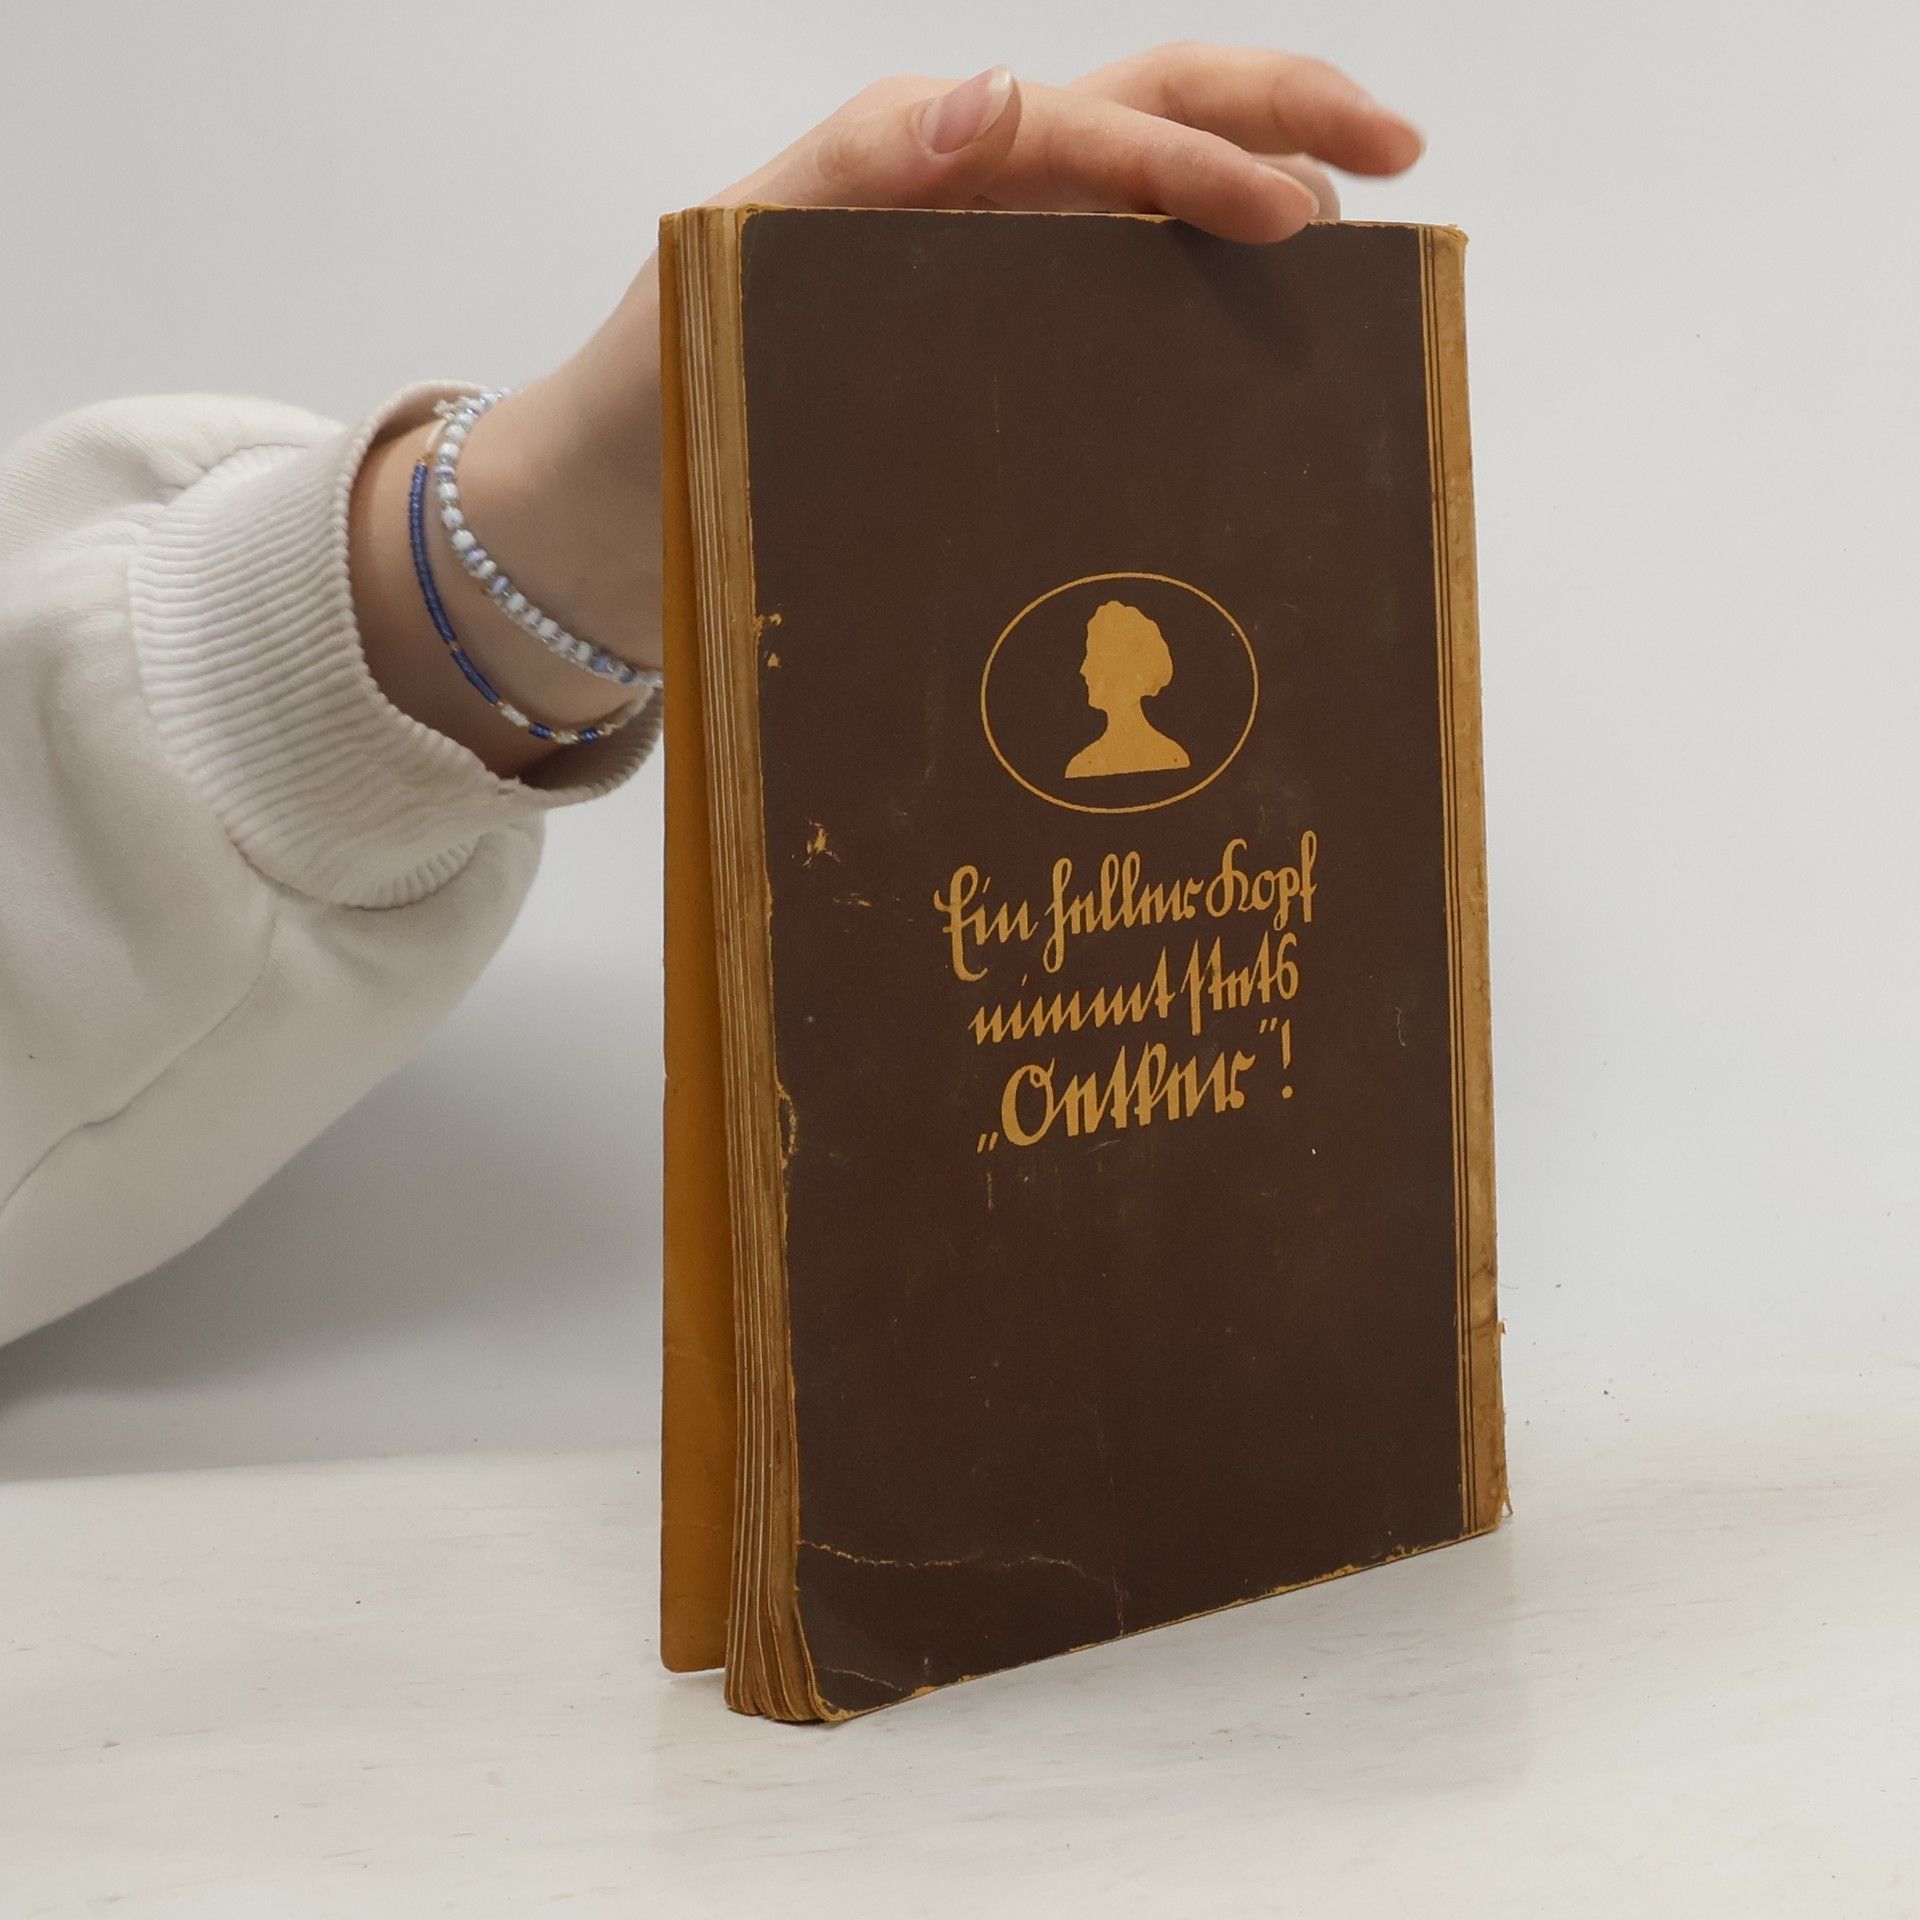 Ein heller Kopf
nimmt stets
„Oetker"!